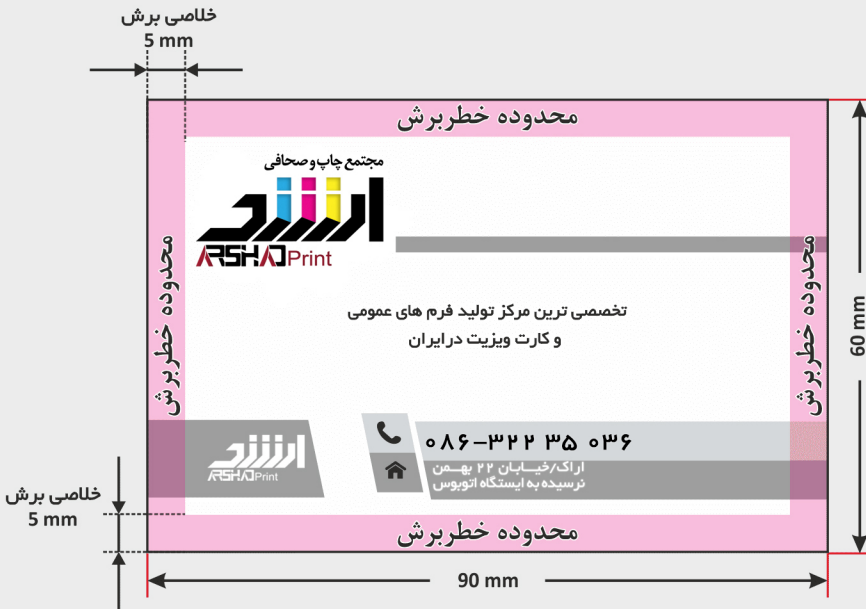 خلاصی برش
5 mm
محدوده خطربرش
مجتمع چاپ و صحافی
ارشد
ARSHAD Print
محدوده خطربرش
محدوده خطربرش
60 mm
تخصصی ترین مرکز تولید فرم های عمومی
و کارت ویزیت درایران
ارشد
ARSHAD Print
۰۸۶-۳۲۲ ۳۵ ۰۳۶
اراک/خیـــابان ۲۲ بهـــمن
نرسیده به ایستگاه اتوبوس
خلاصی برش
5 mm
محدوده خطربرش
90 mm